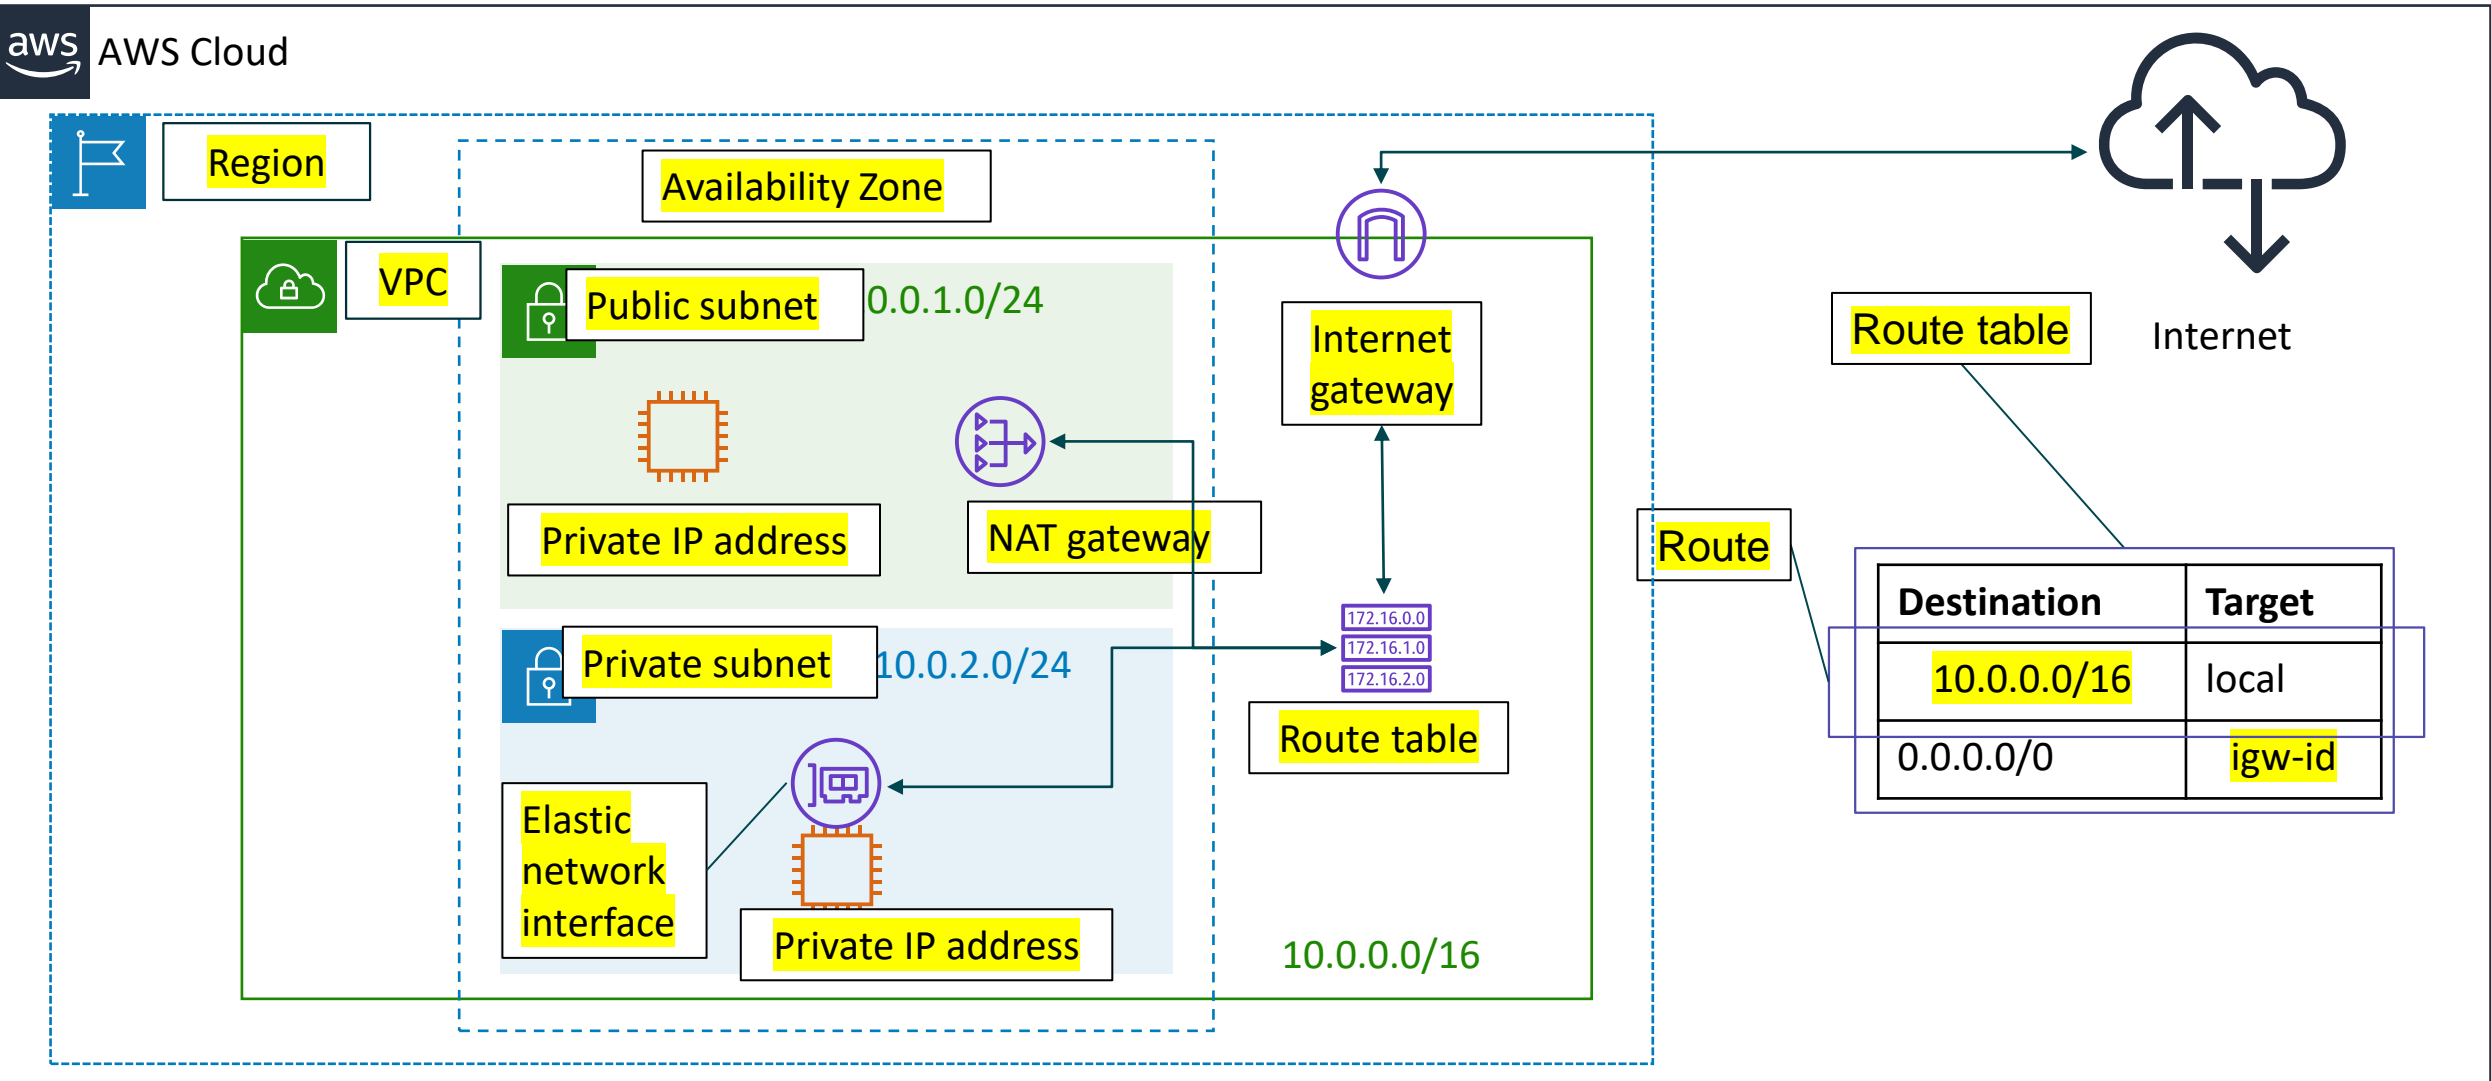 aws
AWS Cloud
Region
Availability Zone
VPC
Public subnet
0.0.1.0/24
Internet
gateway
Route table
Internet
Private IP address
NAT gateway
Route
172.16.0.0
172.16.1.0
172.16.2.0
Private subnet
10.0.2.0/24
Route table
Destination Target
10.0.0.0/16 local
0.0.0.0/0 igw-id
Elastic
network
interface
Private IP address
10.0.0.0/16